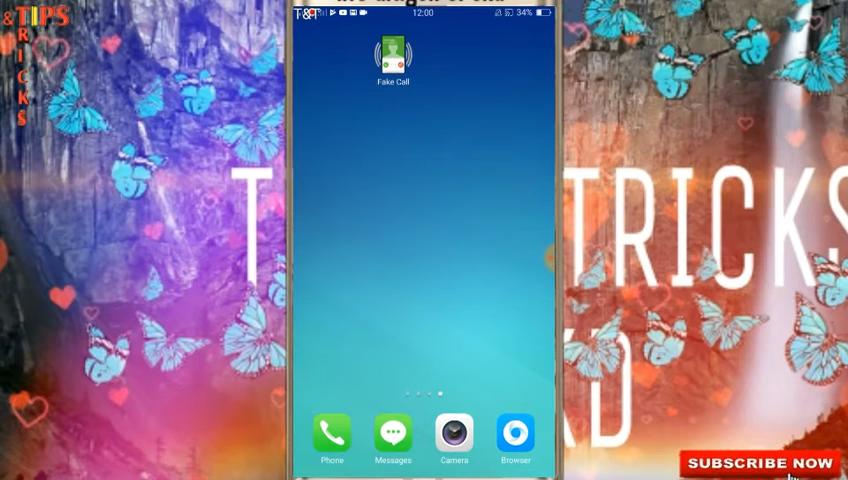 &TIPS
TRICKS
T&T
12:00
34%
Fake Call
T
TRICKS
D
Phone
Messages
Camera
Browser
SUBSCRIBE NOW